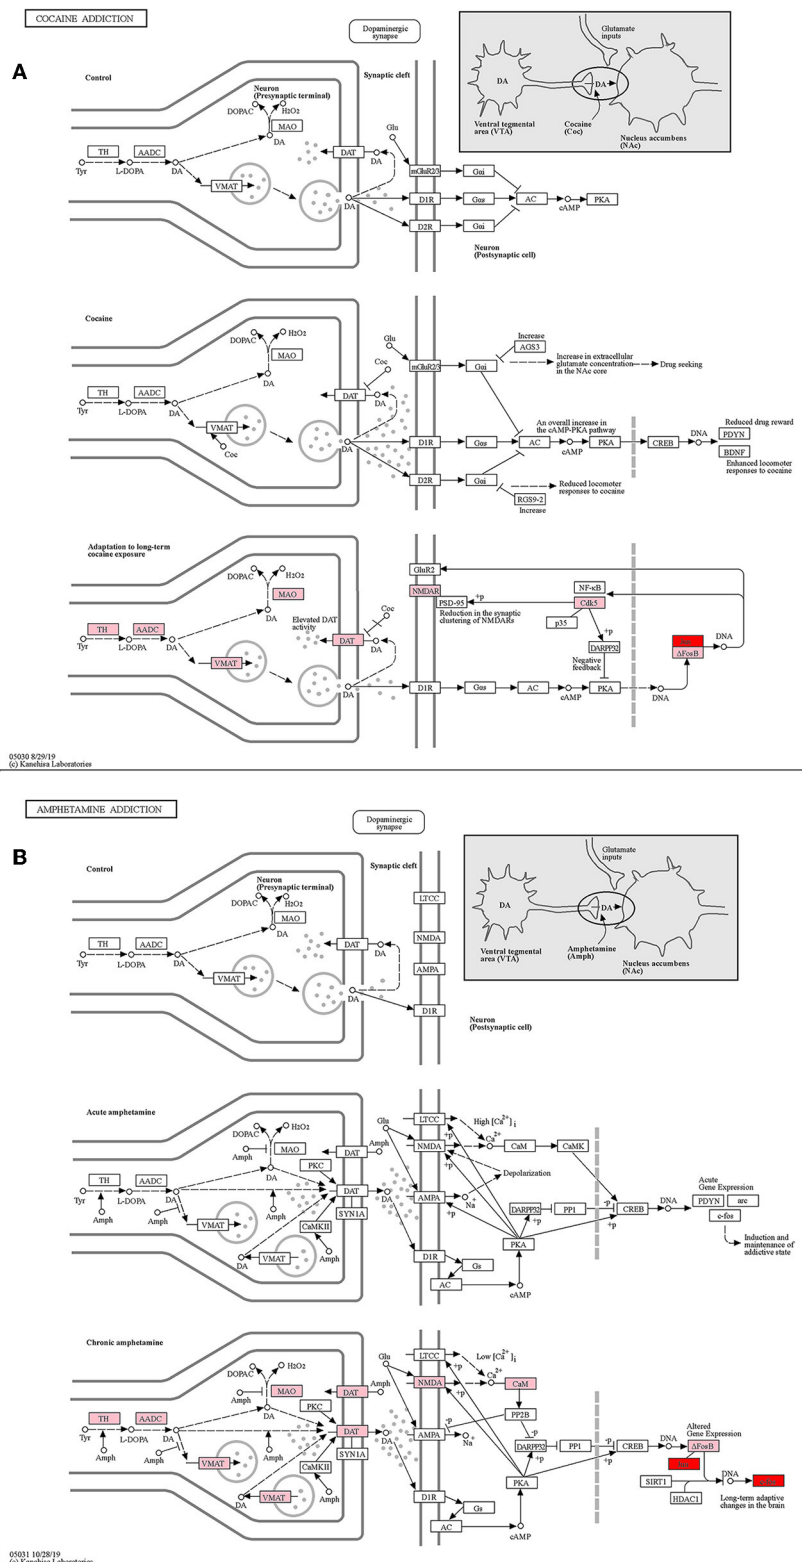 COCAINE ADDICTION
Dopaminergic
synapse
Glutamate
inputs
DA
DA
Ventral tegmental
area (VTA)
Cocaine
(Coc)
Nucleus accumbens
(NAc)
A
Control
Neuron
(Presynaptic terminal)
Synaptic cleft
DOPAC
H2O2
MAO
DA
Glu
TH
AADC
DAT
DA
Tyr
L-DOPA
DA
VMAT
DA
mGluR2/3
Gαi
D1R
Gαs
AC
cAMP
PKA
D2R
Gαi
Neuron
(Postsynaptic cell)
Cocaine
DOPAC
H2O2
MAO
DA
Glu
Coc
mGluR2/3
Gαi
Increase
AGS3
Increase in extracellular
glutamate concentration
in the NAc core
Drug seeking
TH
AADC
DAT
DA
Tyr
L-DOPA
DA
VMAT
Coc
DA
D1R
Gαs
An overall increase in
the cAMP-PKA pathway
AC
cAMP
PKA
CREB
DNA
Reduced drug reward
PDYN
BDNF
Enhanced locomoter
responses to cocaine
D2R
Gαi
Reduced locomoter
responses to cocaine
RGS9-2
Increase
Adaptation to long-term
cocaine exposure
DOPAC
H2O2
MAO
DA
Elevated DAT
activity
Coc
TH
AADC
DAT
DA
Tyr
L-DOPA
DA
VMAT
DA
GluR2
NMDAR
PSD-95
+p
Reduction in the synaptic
clustering of NMDARs
NF-κB
Cdk5
p35
+p
DARPP32
Negative
feedback
D1R
Gαs
AC
cAMP
PKA
DNA
ΔFosB
DNA
05030 8/29/19
(c) Kanehisa Laboratories
AMPHETAMINE ADDICTION
Dopaminergic
synapse
Glutamate
inputs
DA
DA
Ventral tegmental
area (VTA)
Amphetamine
(Amph)
Nucleus accumbens
(NAc)
B
Control
Neuron
(Presynaptic terminal)
Synaptic cleft
DOPAC
H2O2
MAO
DA
TH
AADC
DAT
DA
Tyr
L-DOPA
DA
VMAT
DA
LTCC
NMDA
AMPA
D1R
Neuron
(Postsynaptic cell)
Acute amphetamine
DOPAC
H2O2
Amph
MAO
DA
DAT
Amph
PKC
TH
AADC
DAT
DA
Tyr
L-DOPA
DA
Amph
Amph
VMAT
Amph
SYN1A
CaMKII
Amph
VMAT
DA
Glu
LTCC
High [Ca2+]i
+p
NMDA
Ca2+
CaM
CaMK
+p
Depolarization
AMPA
Na+
+p
DARPP32
+p
PP1
-p
CREB
+p
DNA
Acute
Gene Expression
PDYN
arc
c-fos
Induction and
maintenance of
addictive state
PKA
D1R
Gs
AC
cAMP
Chronic amphetamine
DOPAC
H2O2
Amph
MAO
DA
DAT
Amph
PKC
TH
AADC
DAT
DA
Tyr
L-DOPA
DA
Amph
Amph
VMAT
Amph
SYN1A
CaMKII
Amph
VMAT
DA
Glu
LTCC
Low [Ca2+]i
+p
NMDA
Ca2+
CaM
+p
PP2B
-p
-p
AMPA
Na+
DARPP32
+p
PP1
-p
CREB
+p
DNA
Altered
Gene Expression
ΔFosB
SIRT1
HDAC1
DNA
Long-term adaptive
changes in the brain
PKA
D1R
Gs
AC
cAMP
05031 10/28/19
(c) Kanehisa Laboratories